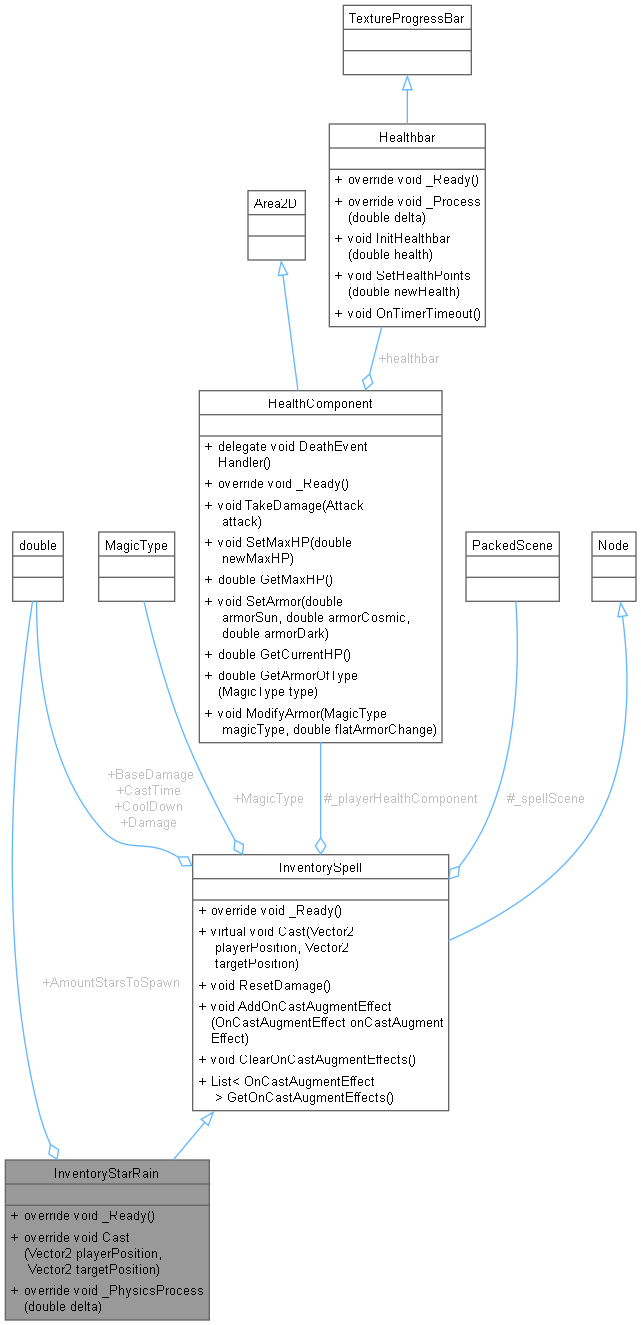 TextureProgressBar
Healthbar
+ override void _Ready()
+ override void _Process
(double delta)
+ void InitHealthbar
(double health)
+ void SetHealthPoints
(double newHealth)
+ void OnTimerTimeout()
Area2D
+healthbar
HealthComponent
+ delegate void DeathEvent
Handler()
+ override void _Ready()
+ void TakeDamage(Attack
attack)
+ void SetMaxHP(double
newMaxHP)
+ double GetMaxHP()
+ void SetArmor(double
armorSun, double armorCosmic,
double armorDark)
+ double GetCurrentHP()
+ double GetArmorOfType
(MagicType type)
+ void ModifyArmor(MagicType
magicType, double flatArmorChange)
double
MagicType
PackedScene
Node
+BaseDamage
+CastTime
+CoolDown
+Damage
+MagicType
#_playerHealthComponent
#_spellScene
InventorySpell
+ override void _Ready()
+ virtual void Cast(Vector2
playerPosition, Vector2
targetPosition)
+ void ResetDamage()
+ void AddOnCastAugmentEffect
(OnCastAugmentEffect onCastAugment
Effect)
+ void ClearOnCastAugmentEffects()
+ List< OnCastAugmentEffect
> GetOnCastAugmentEffects()
+AmountStarsToSpawn
InventoryStarRain
+ override void _Ready()
+ override void Cast
(Vector2 playerPosition,
Vector2 targetPosition)
+ override void _PhysicsProcess
(double delta)